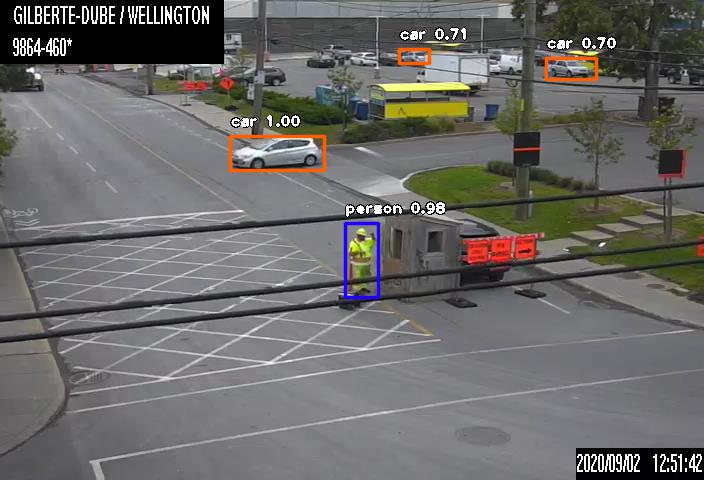 GILBERTE-DUBE / WELLINGTON
9864-460*
car 0.71
car 0.70
car 1.00
person 0.98
2020/09/02 12:51:42